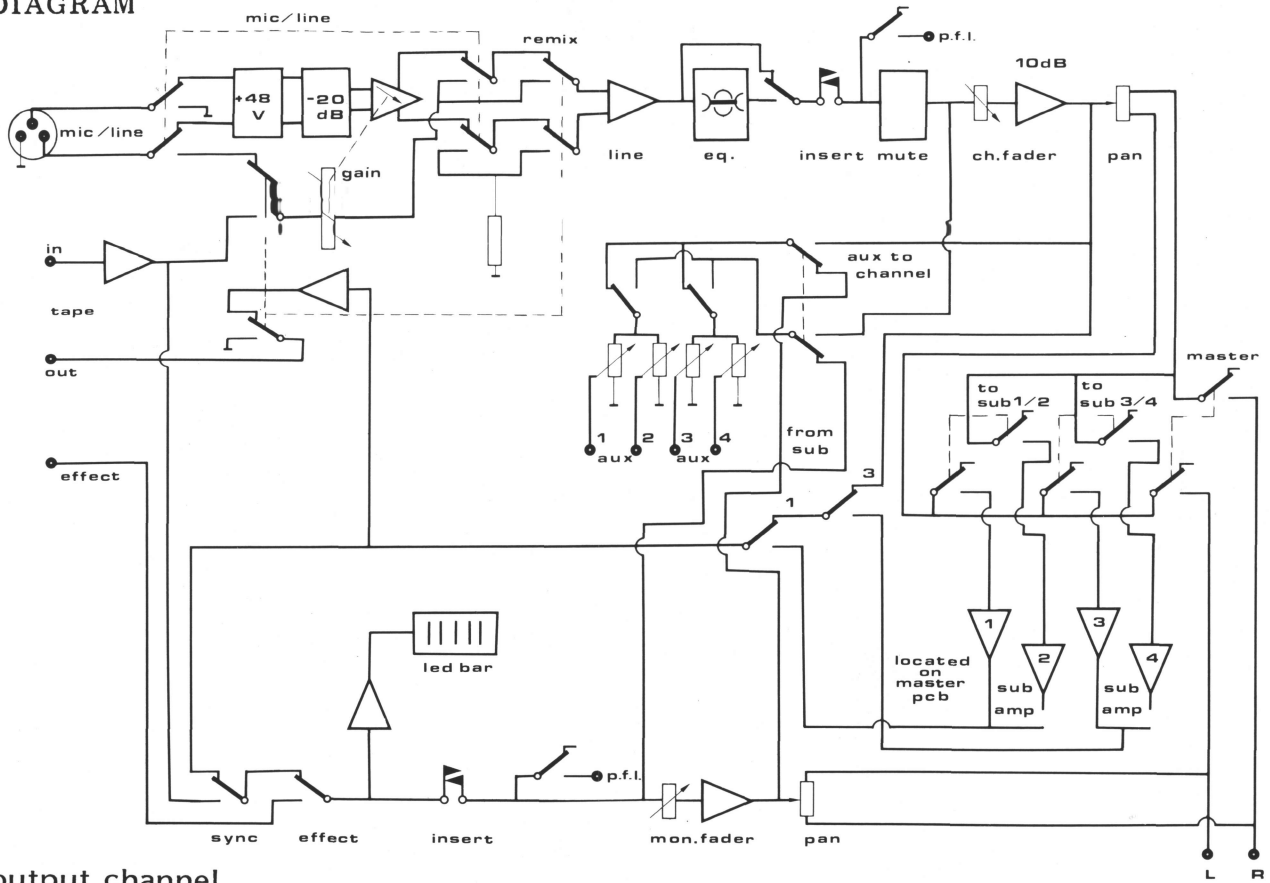 DIAGRAM
mic/line
remix
p.f.l.
10dB
+48
V
-20
dB
mic/line
gain
line
eq.
insert
mute
ch.fader
pan
in
tape
out
aux to
channel
master
to
sub1/2
to
sub 3/4
1
2
3
4
aux
aux
from
sub
effect
3
1
led bar
1
2
3
4
located
on
master
pcb
sub
amp
sub
amp
p.f.l.
sync
effect
insert
mon.fader
pan
output channel
L
R